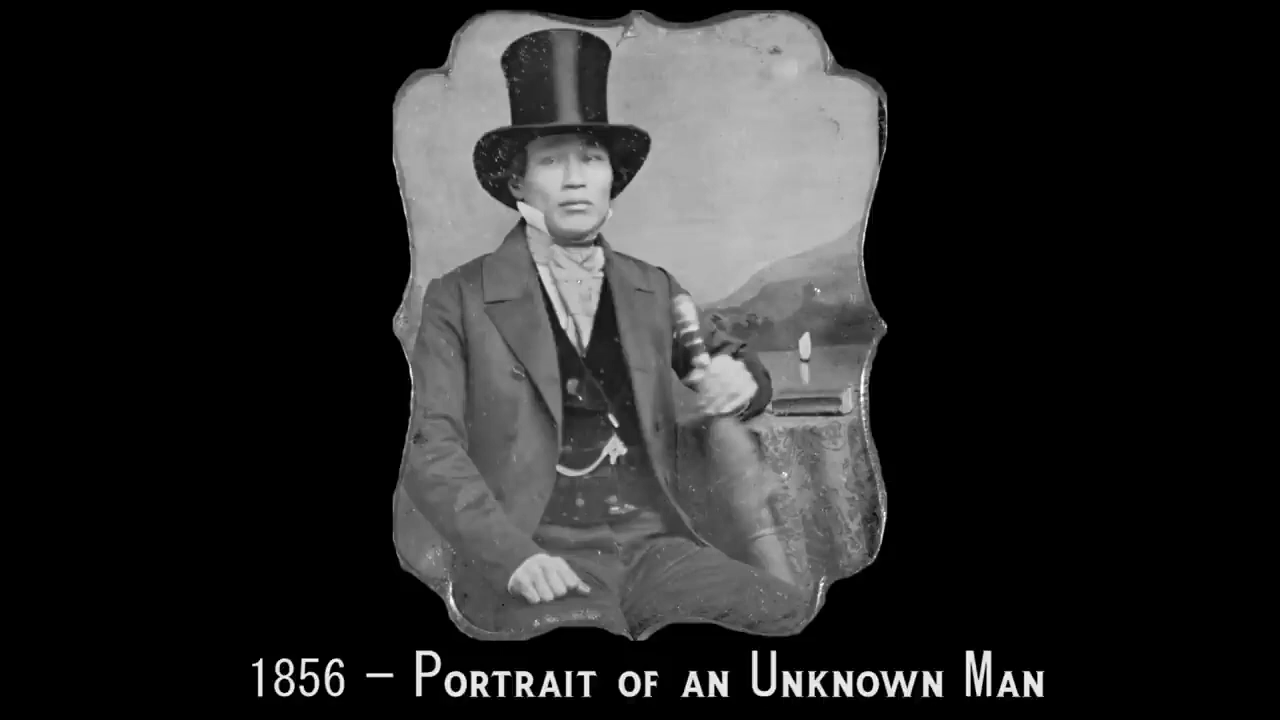 1856 – Portrait of an Unknown Man